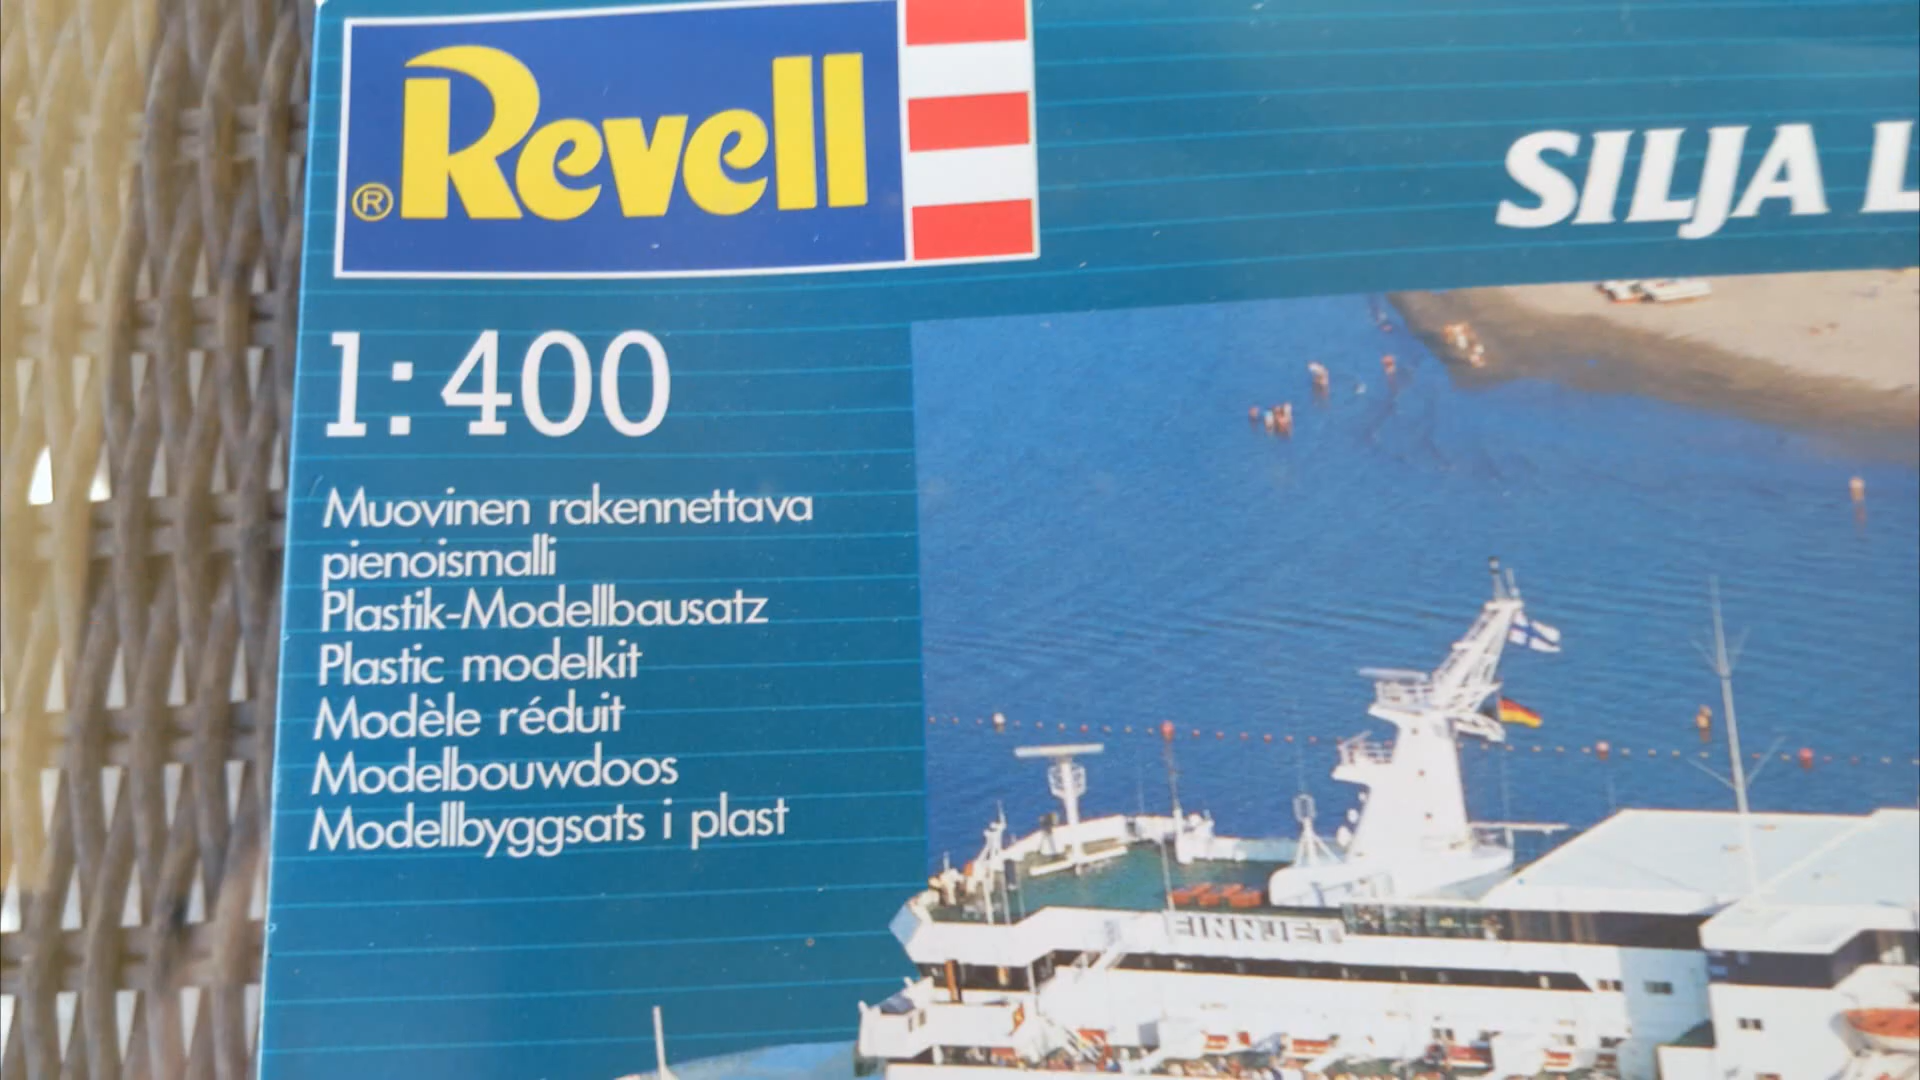 Revell
®
SILJA L
1:400
Muovinen rakennettava
pienoismalli
Plastik-Modellbausatz
Plastic modelkit
Modèle réduit
Modelbouwdoos
Modellbyggsats i plast
FINNJET